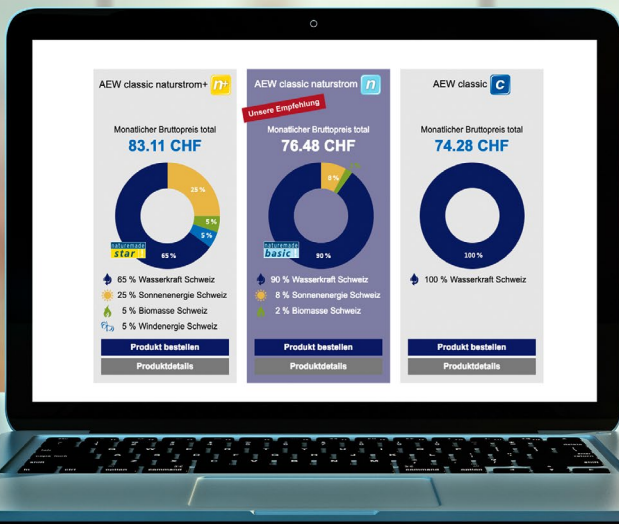 AEW classic naturstrom+ n+
Monatlicher Bruttopreis total
83.11 CHF
25 %
5 %
5 %
65 %
naturemade
star
65 % Wasserkraft Schweiz
25 % Sonnenenergie Schweiz
5 % Biomasse Schweiz
5 % Windenergie Schweiz
Produkt bestellen
Produktdetails
AEW classic naturstrom n
Unsere Empfehlung
Monatlicher Bruttopreis total
76.48 CHF
90 %
naturemade
basic
90 % Wasserkraft Schweiz
8 % Sonnenenergie Schweiz
2 % Biomasse Schweiz
Produkt bestellen
Produktdetails
AEW classic c
Monatlicher Bruttopreis total
74.28 CHF
100 %
100 % Wasserkraft Schweiz
Produkt bestellen
Produktdetails